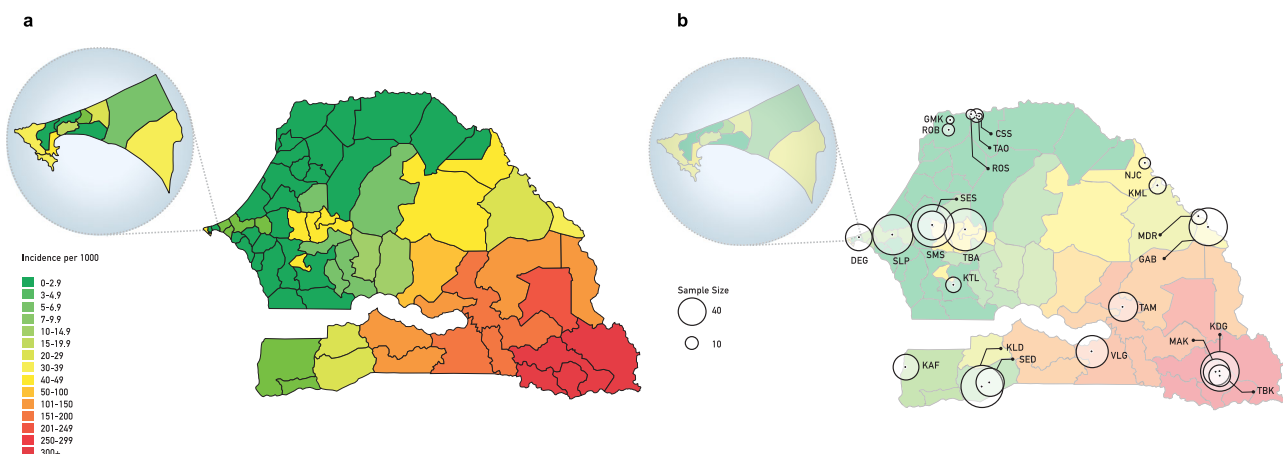 a
Incidence per 1000
0-2.9
3-4.9
5-6.9
7-9.9
10-14.9
15-19.9
20-29
30-39
40-49
50-100
101-150
151-200
201-249
250-299
300+
b
GMK
ROB
CSS
TAO
ROS
NJC
KML
SES
MDR
GAB
DEG
SLP
SMS
TBA
KTL
Sample Size
40
10
TAM
KDG
MAK
KLD
SED
VLG
KAF
TBK